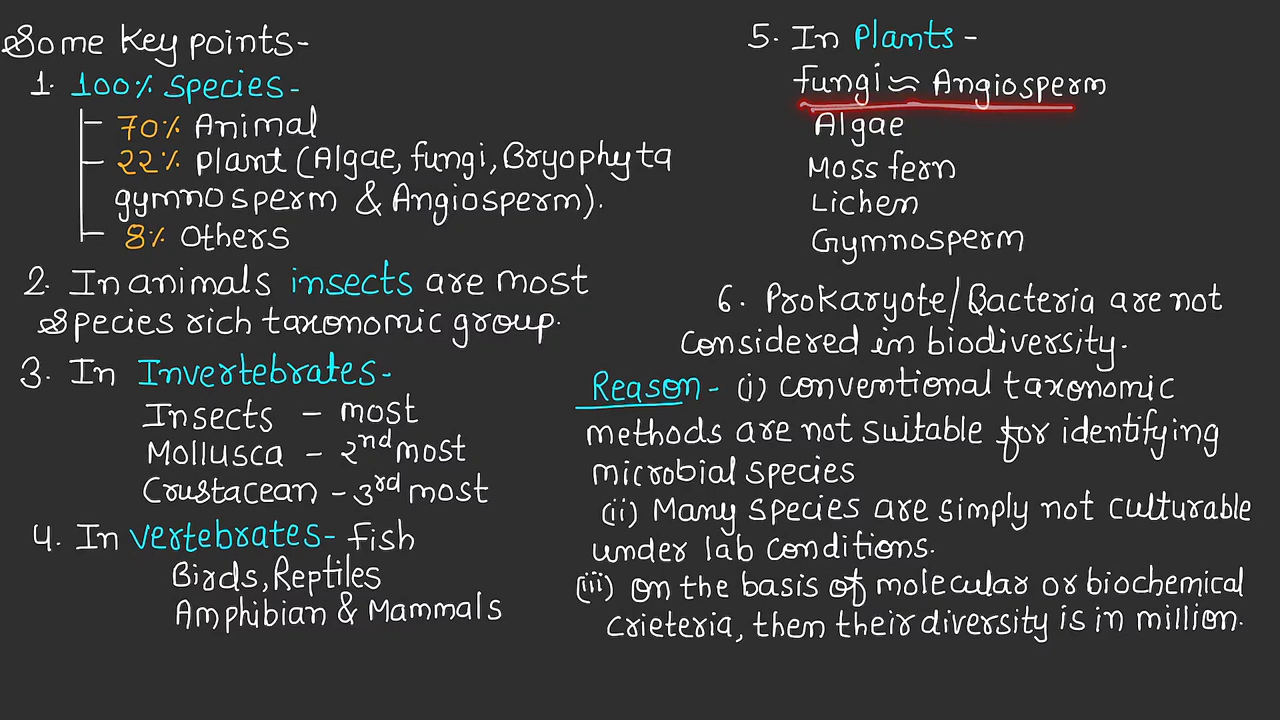 Some Key points-
1. 100% Species-
70% Animal
22% Plant (Algae, fungi, Bryophyta
gymnosperm & Angiosperm).
8% Others
2. In animals insects are most
Species rich taxonomic group.
3. In Invertebrates-
Insects - most
Mollusca - 2nd most
Crustacean - 3rd most
4. In vertebrates- fish
Birds, Reptiles
Amphibian & Mammals
5. In Plants -
fungi ≈ Angiosperm
Algae
Moss fern
Lichen
Gymnosperm
6. Prokaryote/Bacteria are not
considered in biodiversity.
Reason - (i) conventional taxonomic
methods are not suitable for identifying
microbial species
(ii) Many species are simply not culturable
under lab conditions.
(iii) on the basis of molecular or biochemical
crieteria, then their diversity is in million.